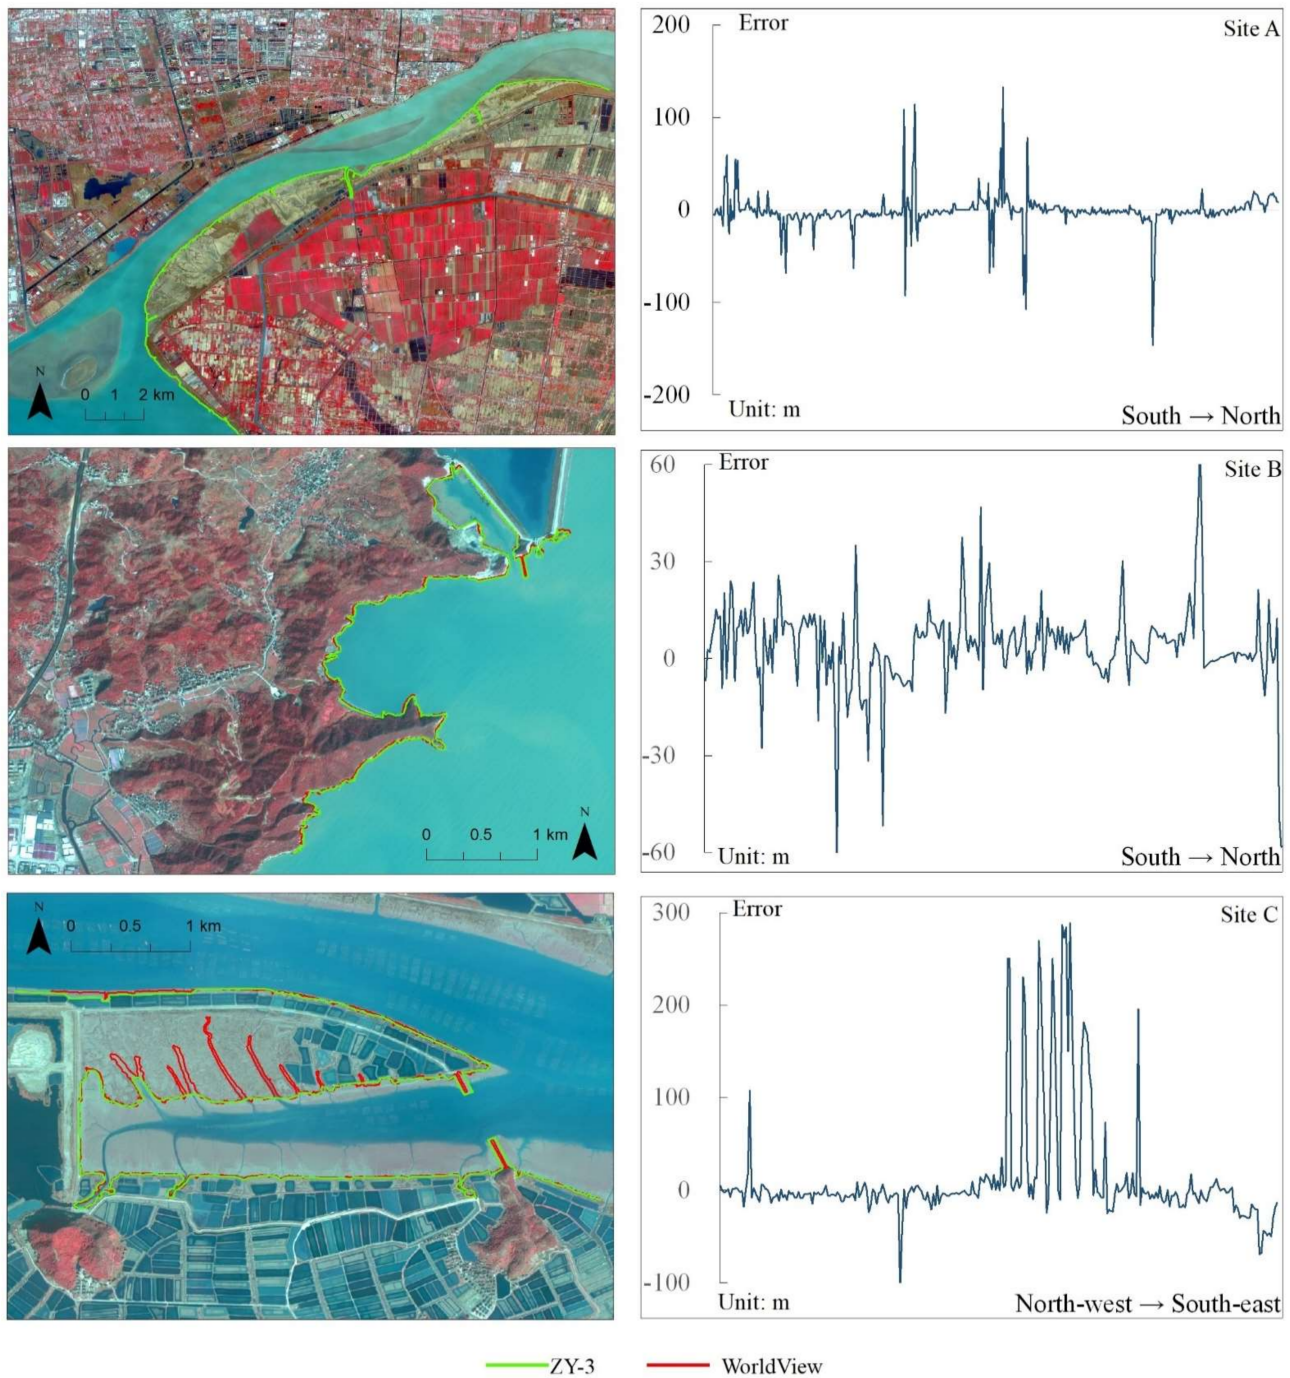 200
Error
Site A
100
0
-100
-200
Unit: m
South → North
N
0 1 2 km
60
Error
Site B
30
0
-30
-60
Unit: m
South → North
N
0 0.5 1 km
300
Error
Site C
200
100
0
-100
Unit: m
North-west → South-east
N
0 0.5 1 km
ZY-3
WorldView